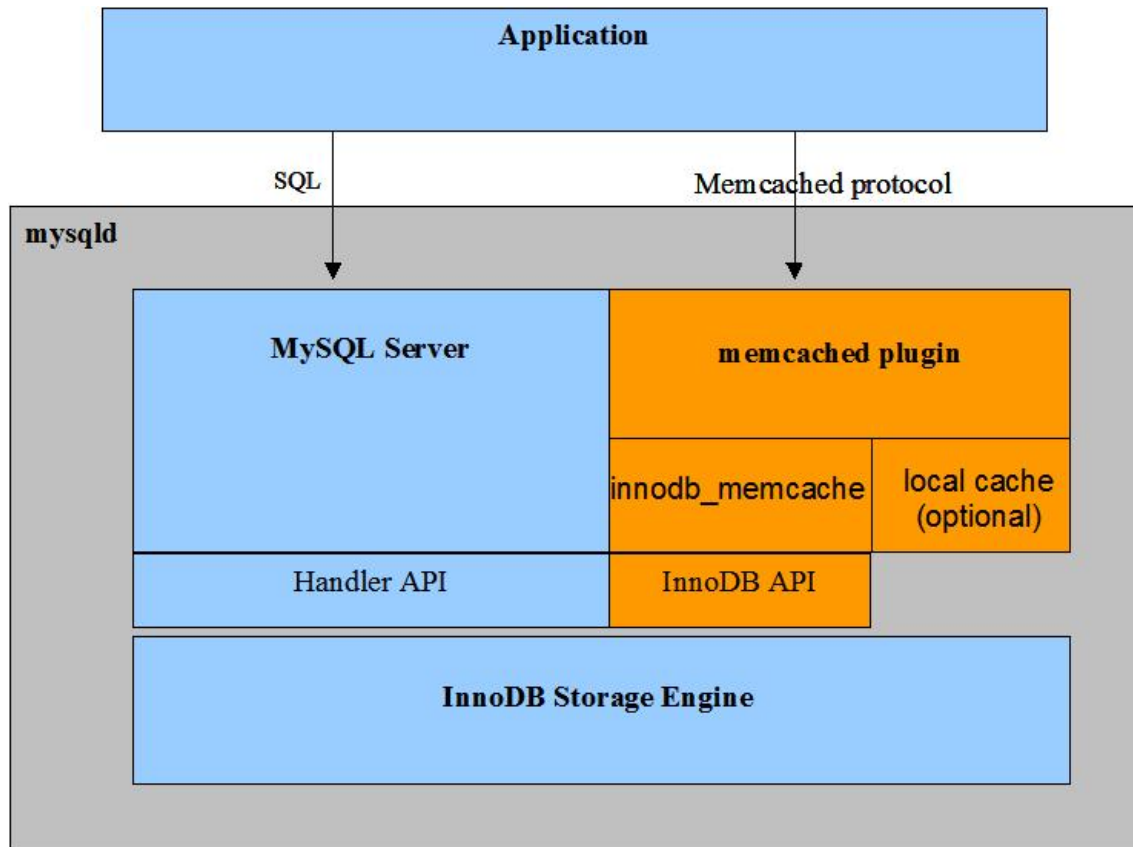 Application
SQL
Memcached protocol
mysqld
MySQL Server
memcached plugin
innodb_memcache
local cache
(optional)
Handler API
InnoDB API
InnoDB Storage Engine